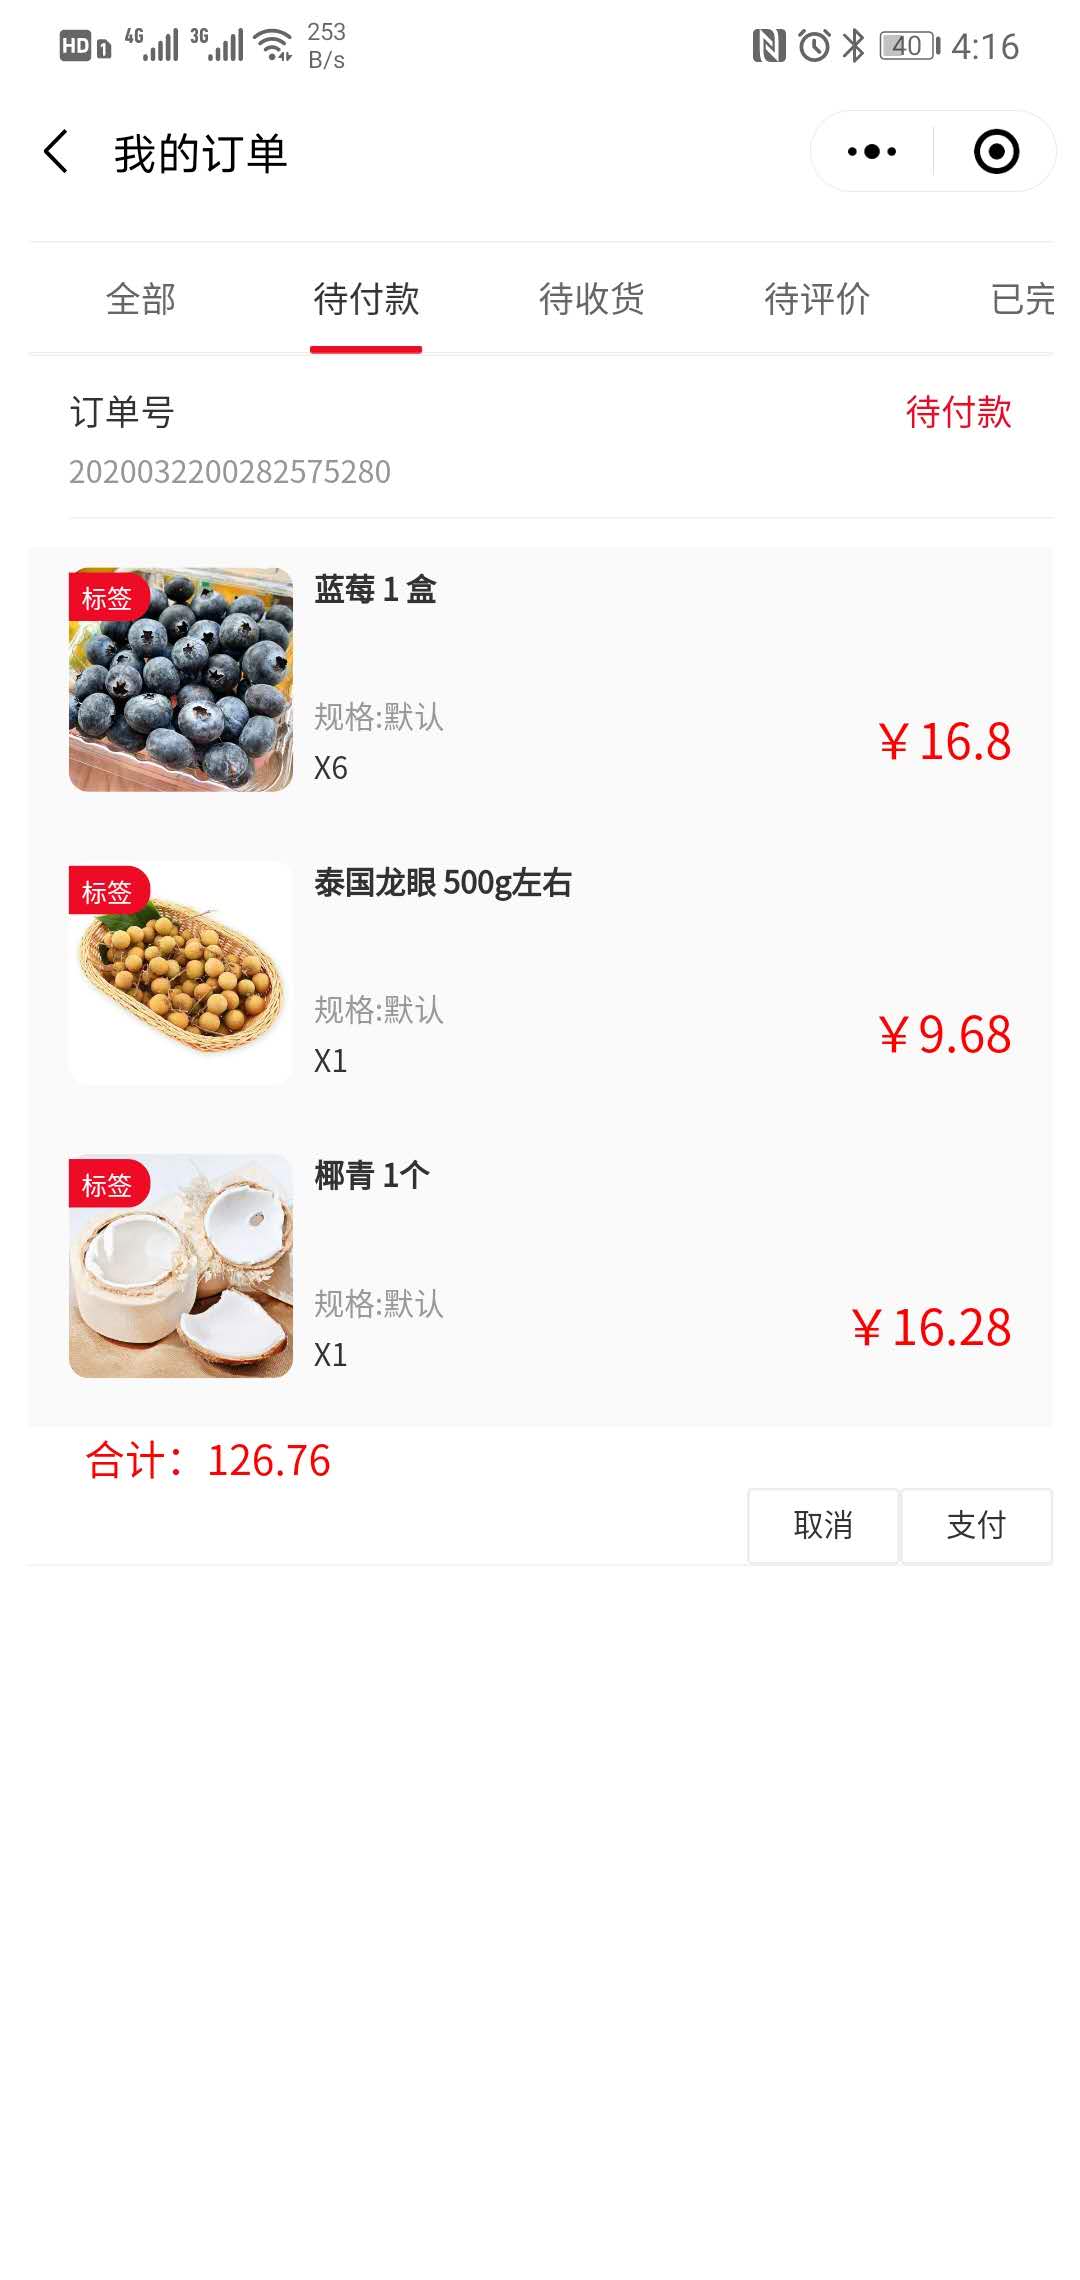 HD 1 4G 3G 253 B/s 40 4:16
我的订单
全部 待付款 待收货 待评价 已完
订单号 待付款
2020032200282575280
标签 蓝莓 1 盒
规格:默认
X6 ￥16.8
标签 泰国龙眼 500g左右
规格:默认
X1 ￥9.68
标签 椰青 1个
规格:默认
X1 ￥16.28
合计：126.76
取消 支付